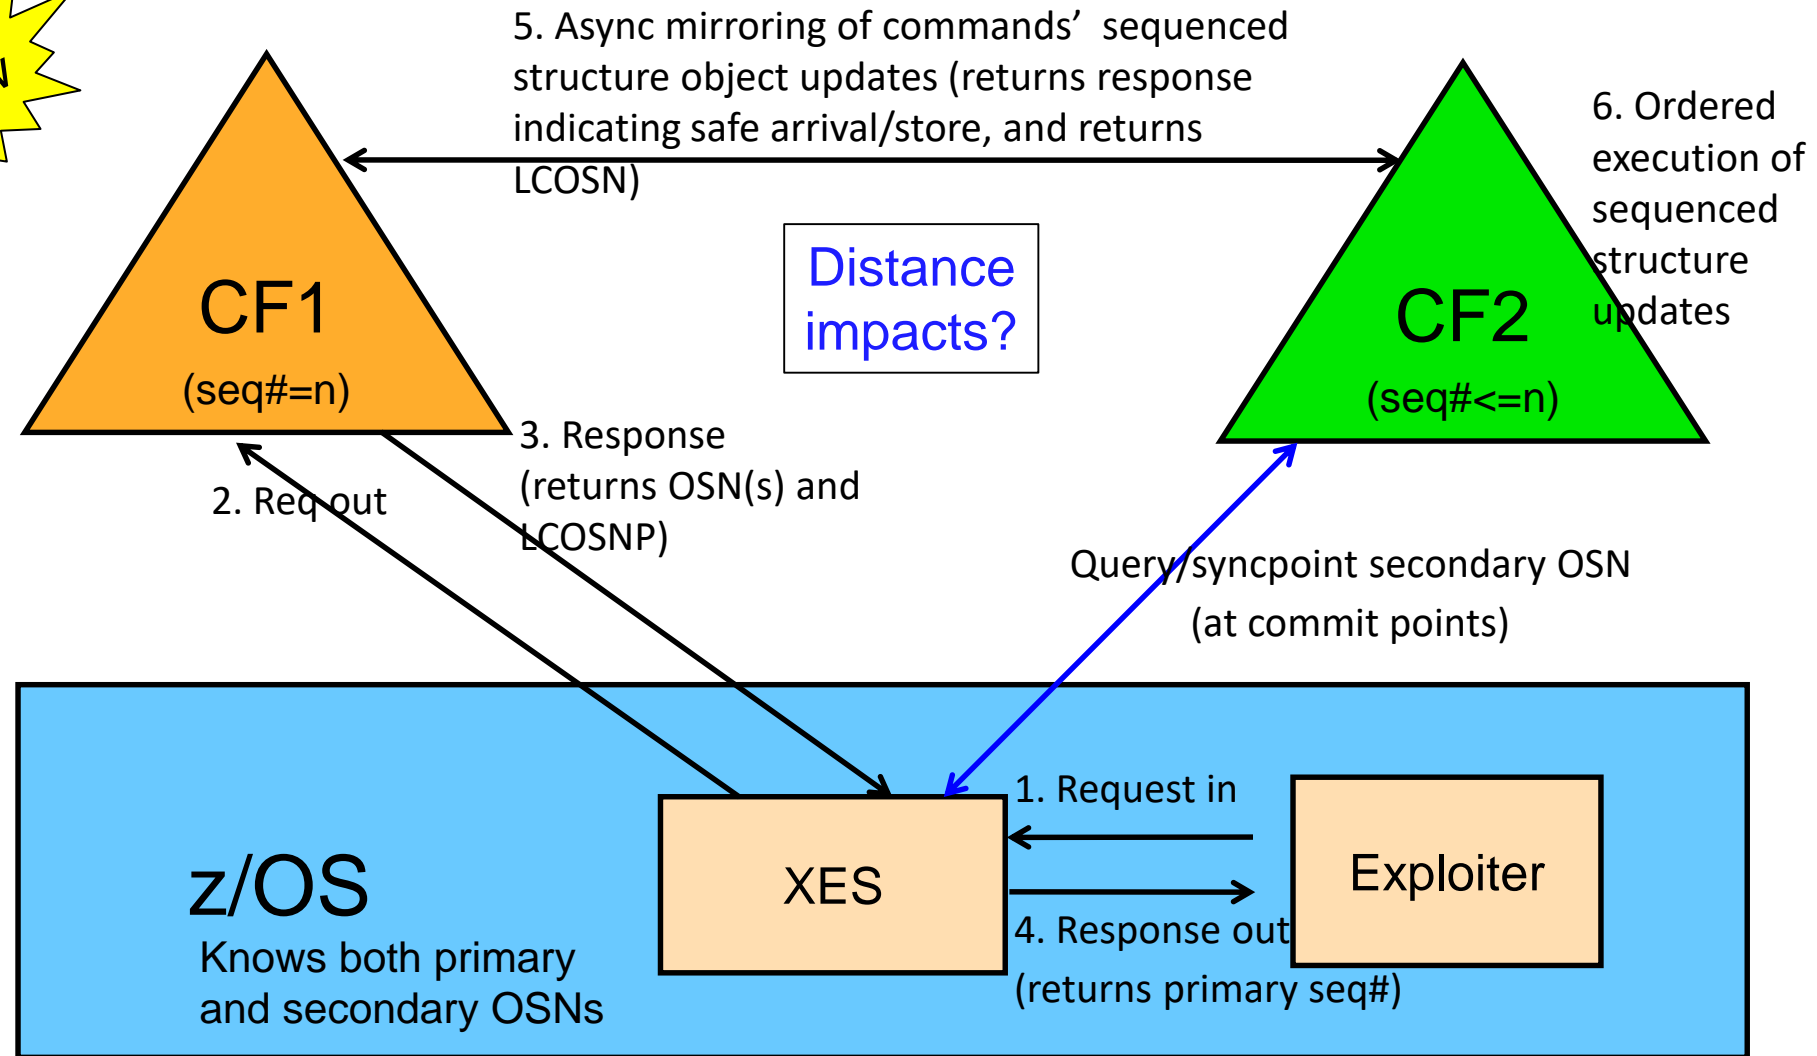 5. Async mirroring of commands’ sequenced
structure object updates (returns response
indicating safe arrival/store, and returns
LCOSN)
6. Ordered
execution of
sequenced
structure
updates
Distance
impacts?
CF1
(seq#=n)
CF2
(seq#<=n)
3. Response
(returns OSN(s) and
LCOSNP)
2. Req out
Query/syncpoint secondary OSN
(at commit points)
1. Request in
XES
Exploiter
4. Response out
(returns primary seq#)
z/OS
Knows both primary
and secondary OSNs